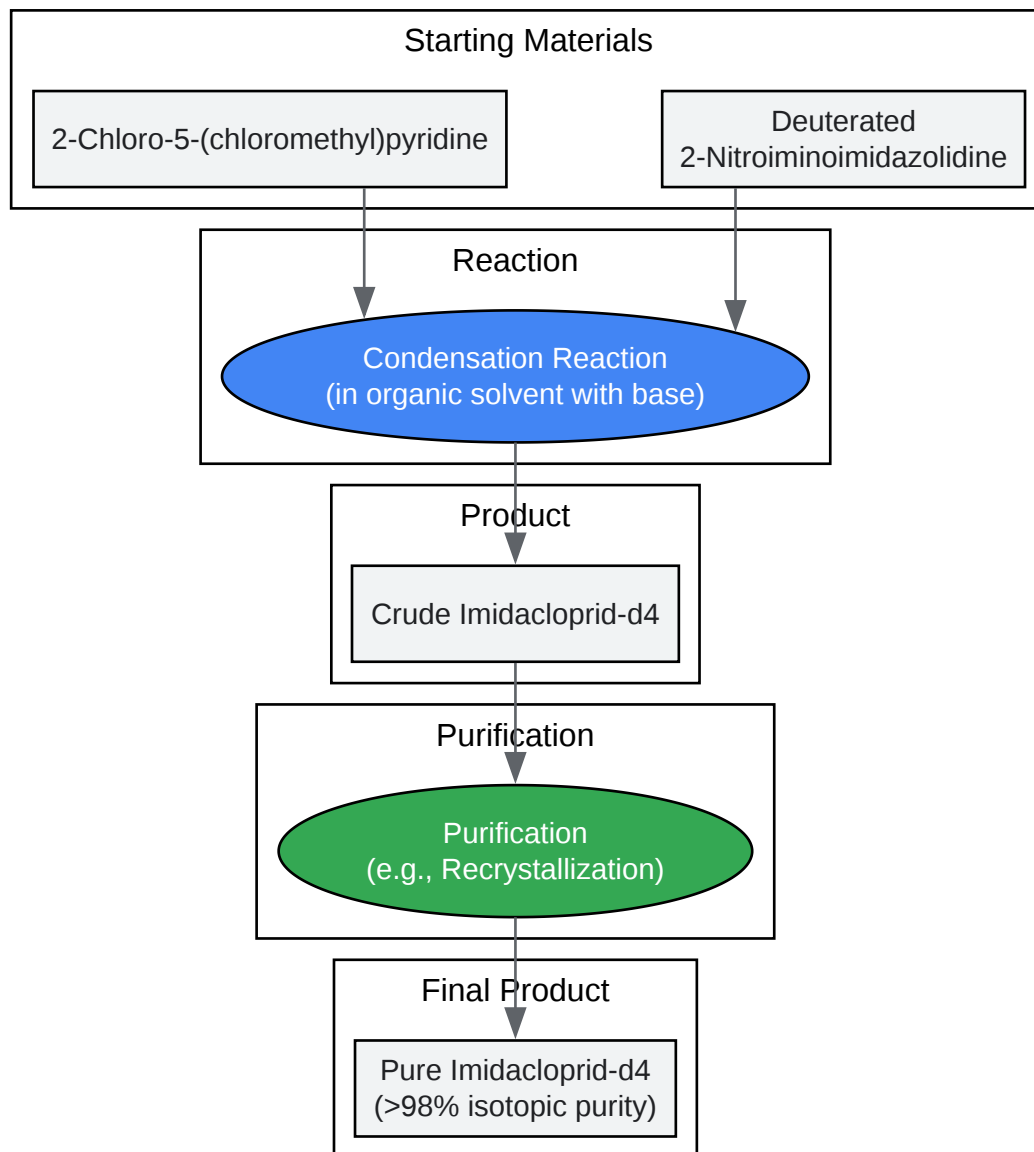 Starting Materials
2-Chloro-5-(chloromethyl)pyridine
Deuterated
2-Nitroiminoimidazolidine
Reaction
Condensation Reaction
(in organic solvent with base)
Product
Crude Imidacloprid-d4
Purification
Purification
(e.g., Recrystallization)
Final Product
Pure Imidacloprid-d4
(>98% isotopic purity)